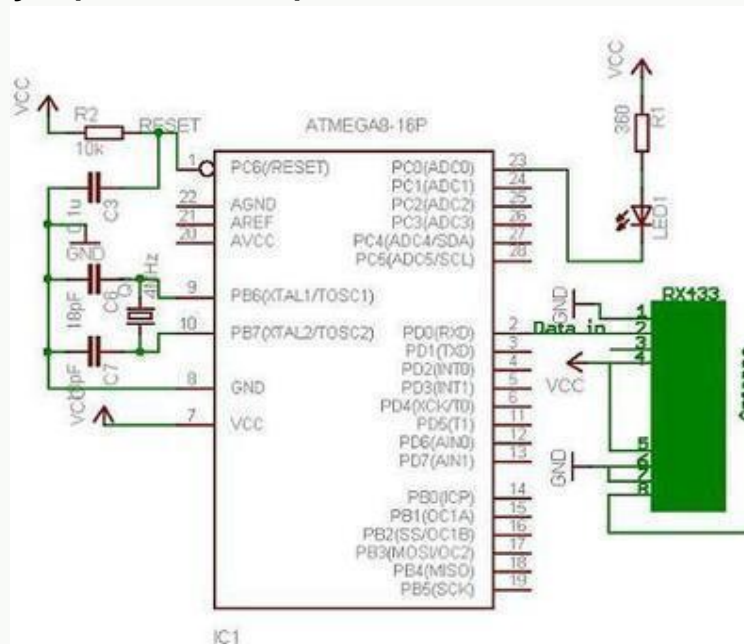 VCC
R2
10k
RESET
ATMEGA8-16P
1
PC6(/RESET)
22
AGND
21
AREF
20
AVCC
C3
0.1u
GND
C6
18pF
4MHz
C7
9
PB6(XTAL1/TOSC1)
10
PB7(XTAL2/TOSC2)
8
GND
VCC
7
VCC
PC0(ADC0)
23
PC1(ADC1)
24
PC2(ADC2)
25
PC3(ADC3)
26
PC4(ADC4/SDA)
27
PC5(ADC5/SCL)
28
PD0(RXD)
2
PD1(TXD)
3
PD2(INT0)
4
PD3(INT1)
5
PD4(XCK/T0)
6
PD5(T1)
11
PD6(AIN0)
12
PD7(AIN1)
13
PB0(ICP)
14
PB1(OC1A)
15
PB2(SS/OC1B)
16
PB3(MOSI/OC2)
17
PB4(MISO)
18
PB5(SCK)
19
IC1
VCC
360
R1
LED1
RX433
GND
Data in
VCC
GND
1
2
3
4
5
6
7
8